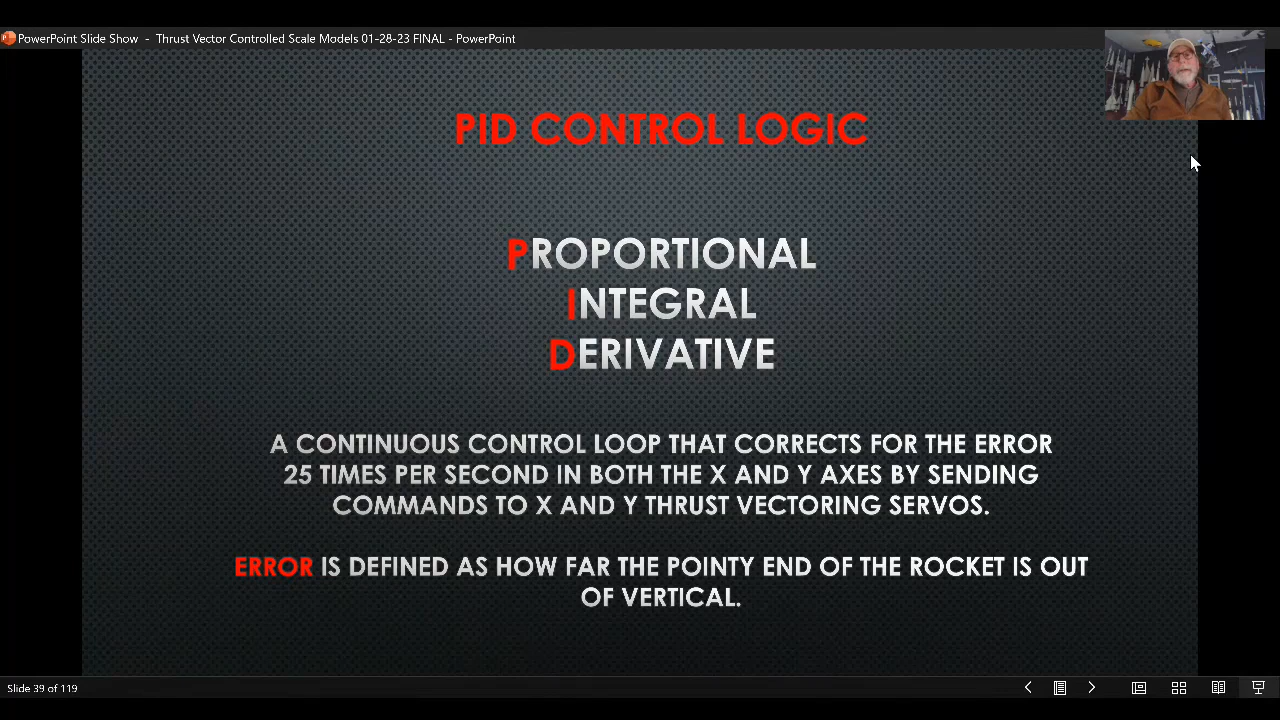 PowerPoint Slide Show - Thrust Vector Controlled Scale Models 01-28-23 FINAL - PowerPoint
PID CONTROL LOGIC
PROPORTIONAL
INTEGRAL
DERIVATIVE
A CONTINUOUS CONTROL LOOP THAT CORRECTS FOR THE ERROR
25 TIMES PER SECOND IN BOTH THE X AND Y AXES BY SENDING
COMMANDS TO X AND Y THRUST VECTORING SERVOS.
ERROR IS DEFINED AS HOW FAR THE POINTY END OF THE ROCKET IS OUT
OF VERTICAL.
Slide 39 of 119